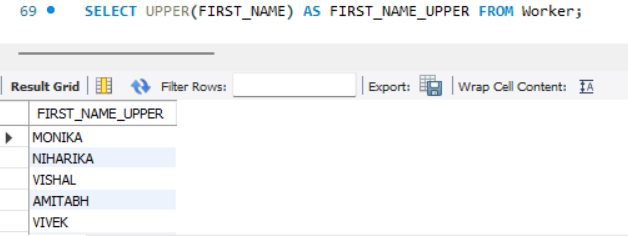 69 SELECT UPPER(FIRST_NAME) AS FIRST_NAME_UPPER FROM Worker;
Result Grid Filter Rows: Export: Wrap Cell Content: IA
FIRST_NAME_UPPER
MONIKA
NIHARIKA
VISHAL
AMITABH
VIVEK